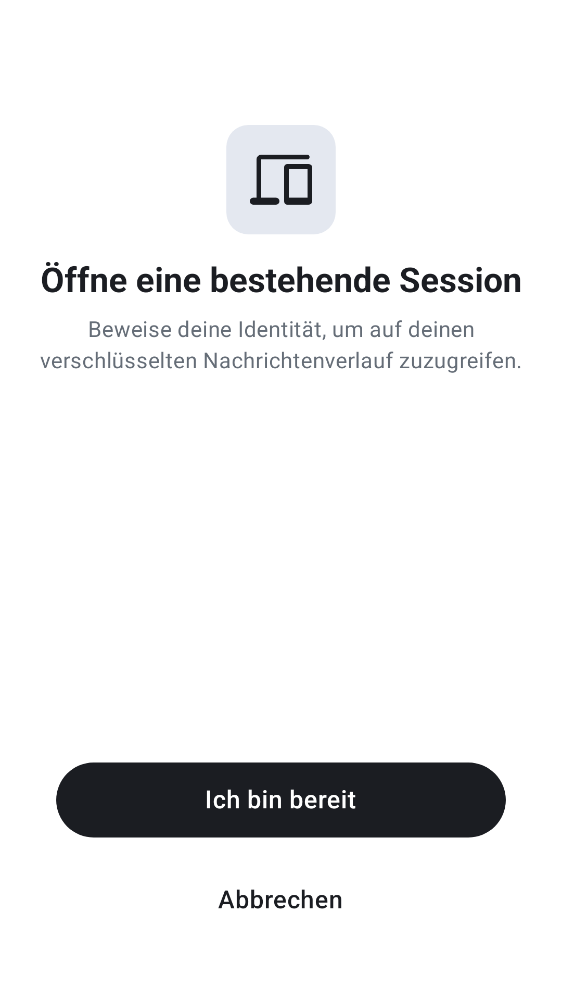 Öffne eine bestehende Session
Beweise deine Identität, um auf deinen
verschlüsselten Nachrichtenverlauf zuzugreifen.
Ich bin bereit
Abbrechen